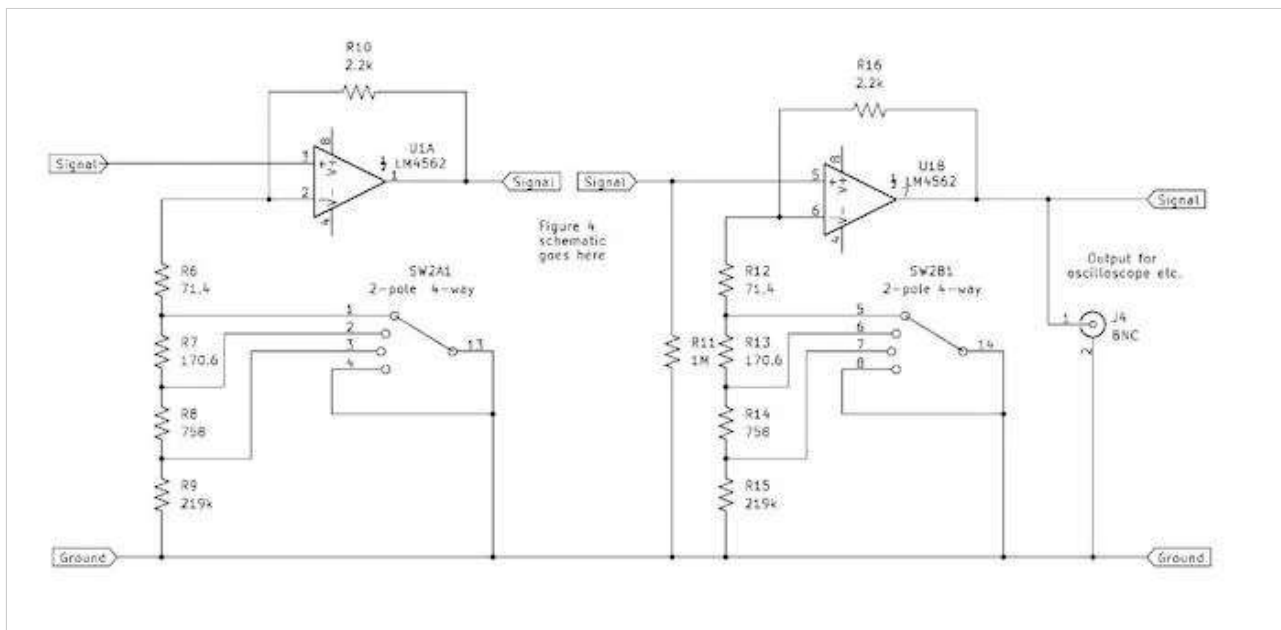 R10
2.2k
R16
2.2k
8
U1A
LM4562
Signal
+
V+
1
Signal
Signal
2
-
V-
4
8
U1B
LM4562
5
+
V+
7
Signal
6
-
V-
4
Figure 4
schematic
goes here
Output for
oscilloscope etc.
R6
71.4
SW2A1
2-pole 4-way
R12
71.4
SW2B1
2-pole 4-way
1
2
3
4
13
5
6
7
8
14
1
J4
BNC
2
R7
170.6
R11
1M
R13
170.6
R8
758
R14
758
R9
219k
R15
219k
Ground
Ground